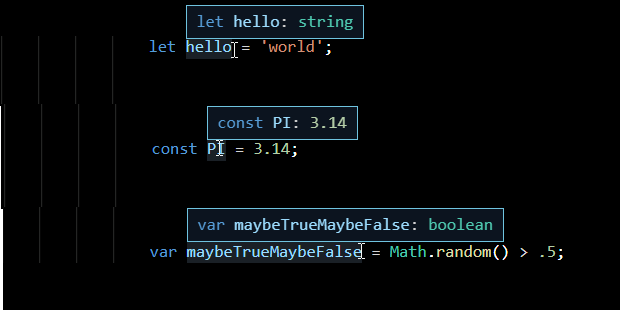 let hello: string
let hello = 'world';
const PI: 3.14
const PI = 3.14;
var maybeTrueMaybeFalse: boolean
var maybeTrueMaybeFalse = Math.random() > .5;